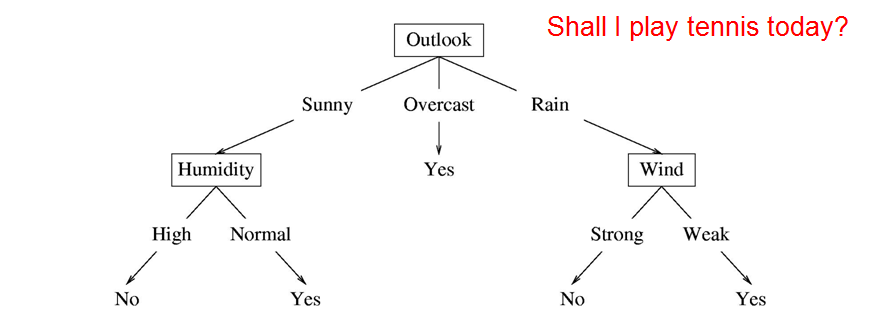 Shall I play tennis today?
Outlook
Sunny Overcast Rain
Humidity Yes Wind
High Normal Strong Weak
No Yes No Yes